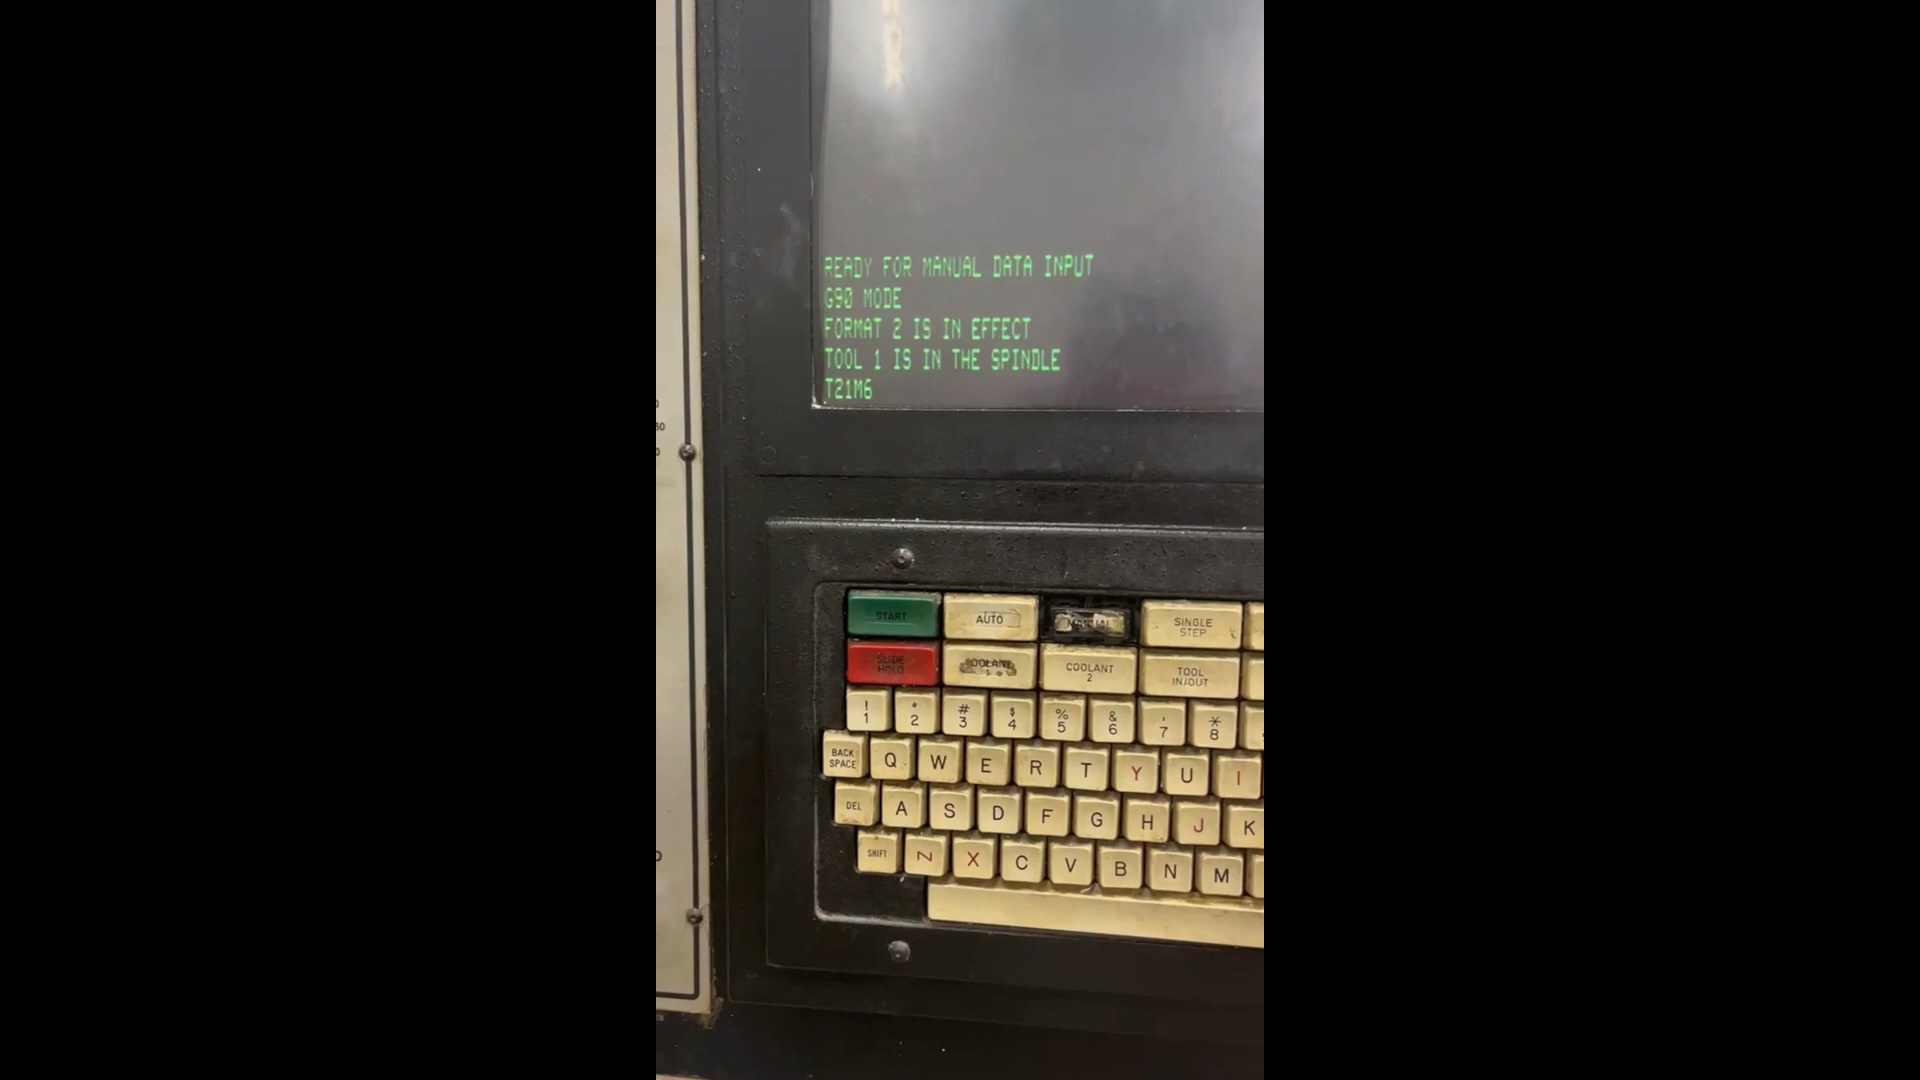 READY FOR MANUAL DATA INPUT
G90 MODE
FORMAT 2 IS IN EFFECT
TOOL 1 IS IN THE SPINDLE
T21M6
START
AUTO
MANUAL
SINGLE STEP
SLIDE HOLD
COOLANT 1
COOLANT 2
TOOL IN/OUT
! 1
" 2
# 3
$ 4
% 5
& 6
' 7
* 8
BACK SPACE
Q W E R T Y U I
DEL
A S D F G H J K
SHIFT
Z X C V B N M